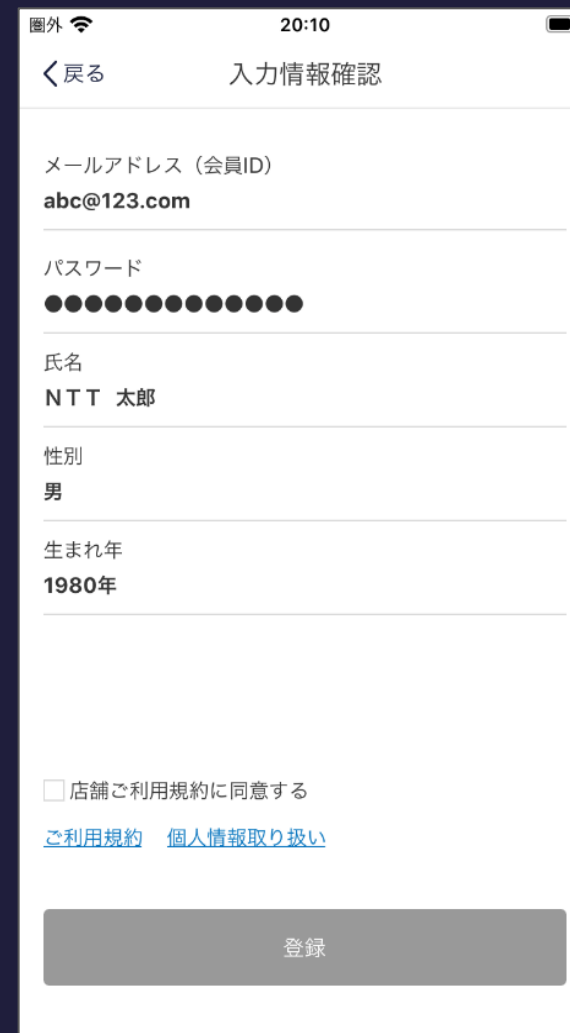 圏外 20:10
戻る 入力情報確認
メールアドレス（会員ID）
abc@123.com
パスワード
●●●●●●●●●●●●●
氏名
ＮＴＴ 太郎
性別
男
生まれ年
1980年
店舗ご利用規約に同意する
ご利用規約 個人情報取り扱い
登録